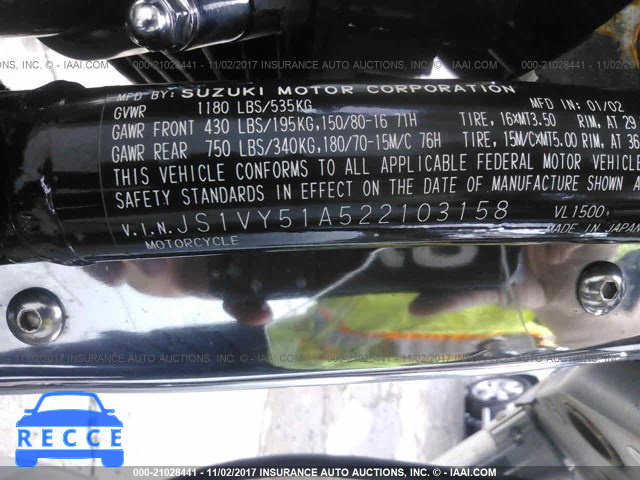 000-21028441 - 11/02/2017 INSURANCE AUTO AUCTIONS, INC. © - IAAI.COM
MFD BY: SUZUKI MOTOR CORPORATION
GVWR 1180 LBS/535KG MFD IN: 01/02
GAWR FRONT 430 LBS/195KG,150/80-16 71H TIRE, 16XMT3.50 RIM, AT 29.
GAWR REAR 750 LBS/340KG,180/70-15M/C 76H TIRE, 15M/CXMT5.00 RIM, AT 36
THIS VEHICLE CONFORMS TO ALL APPLICABLE FEDERAL MOTOR VEHICLE
SAFETY STANDARDS IN EFFECT ON THE DATE OF MANUFACTURE SHOWN
V.I.N. JS1VY51A522103158 VL1500
MOTORCYCLE MADE IN JAPAN
RECCE
000-21028441 - 11/02/2017 INSURANCE AUTO AUCTIONS, INC. © - IAAI.COM